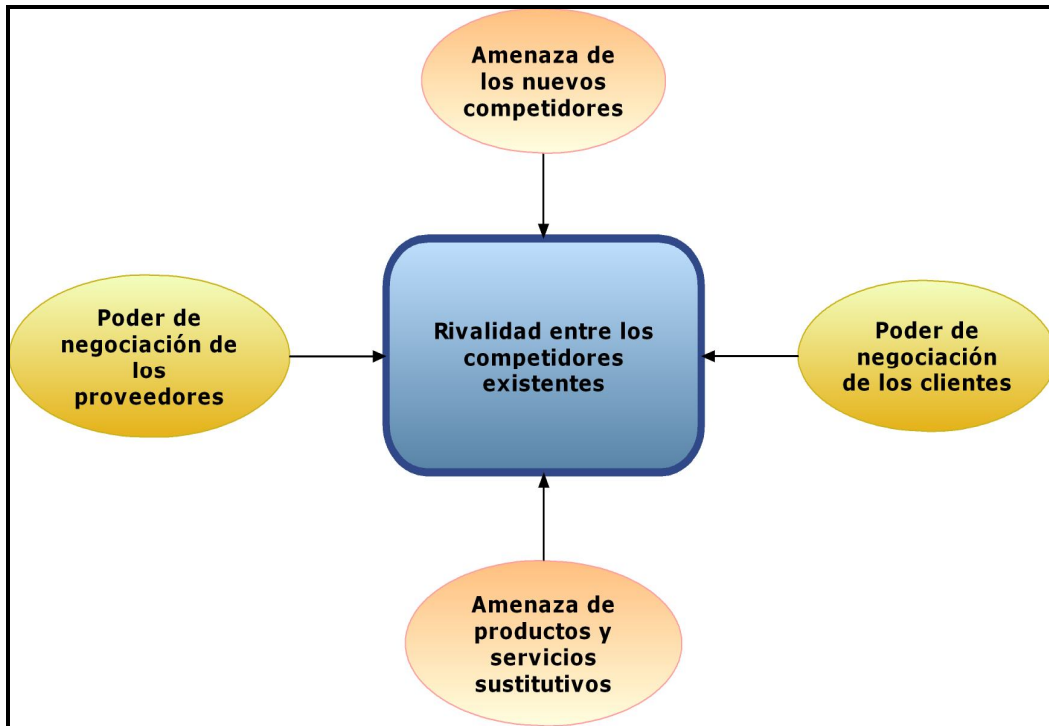 Amenaza de
los nuevos
competidores
Poder de
negociación de
los
proveedores
Rivalidad entre los
competidores
existentes
Poder de
negociación
de los clientes
Amenaza de
productos y
servicios
sustitutivos